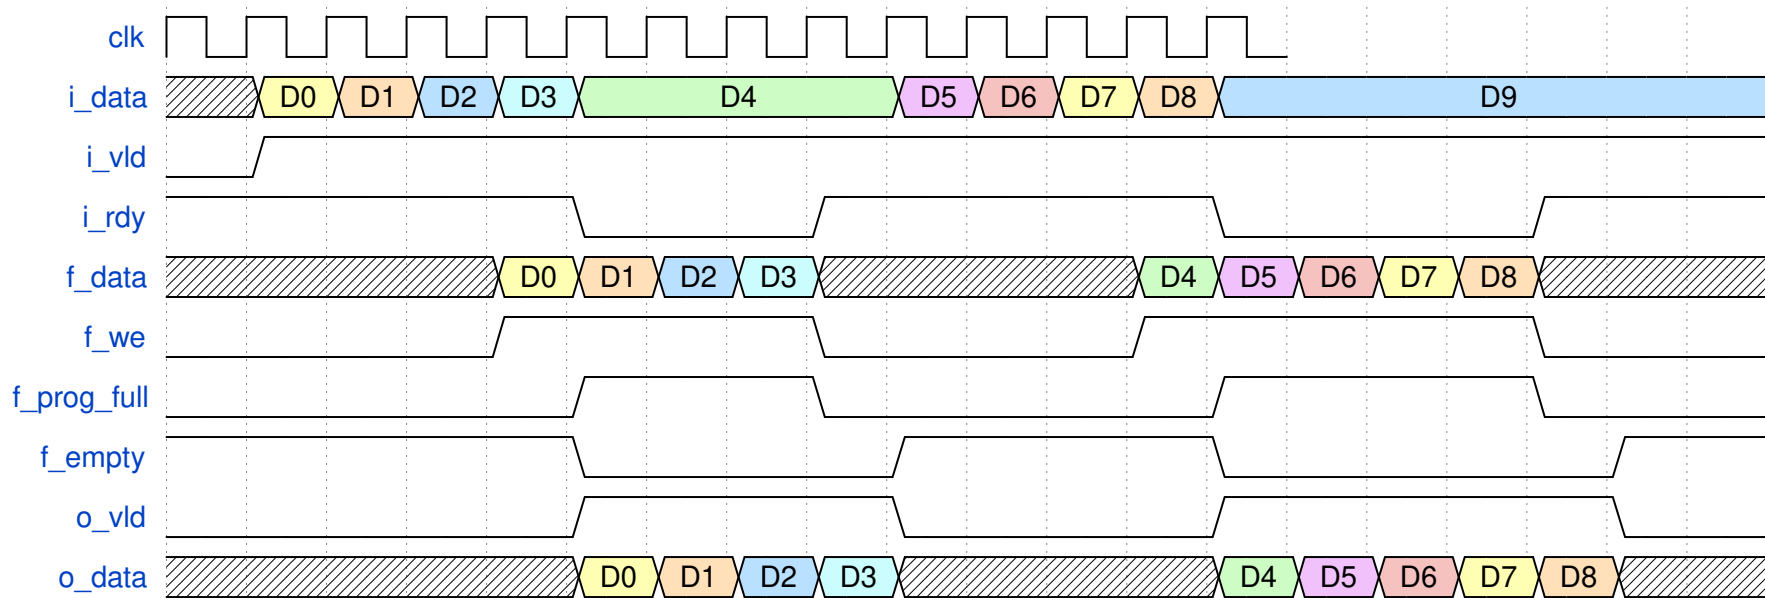 clk
i_data D0 D1 D2 D3 D4 D5 D6 D7 D8 D9
i_vld
i_rdy
f_data D0 D1 D2 D3 D4 D5 D6 D7 D8
f_we
f_prog_full
f_empty
o_vld
o_data D0 D1 D2 D3 D4 D5 D6 D7 D8